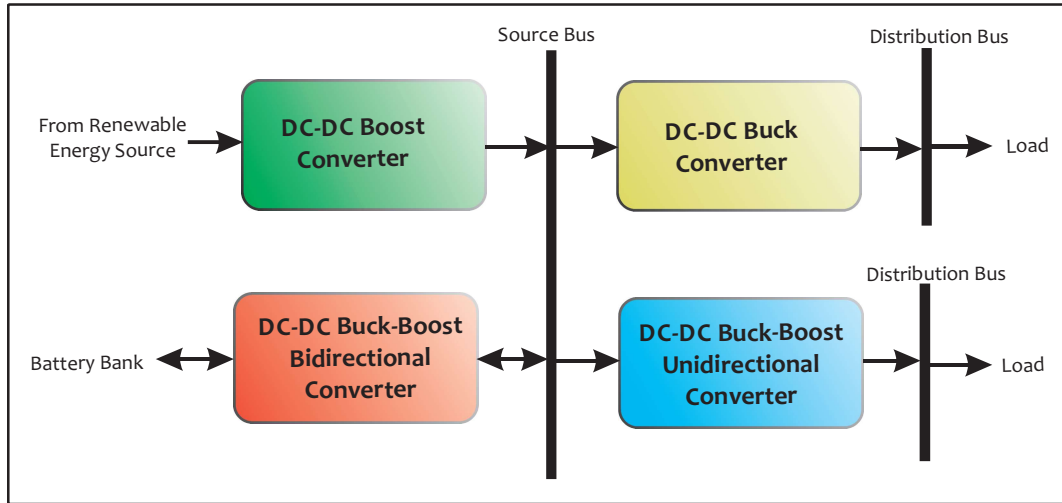 Source Bus
Distribution Bus
From Renewable
Energy Source
DC-DC Boost
Converter
DC-DC Buck
Converter
Load
Distribution Bus
Battery Bank
DC-DC Buck-Boost
Bidirectional
Converter
DC-DC Buck-Boost
Unidirectional
Converter
Load